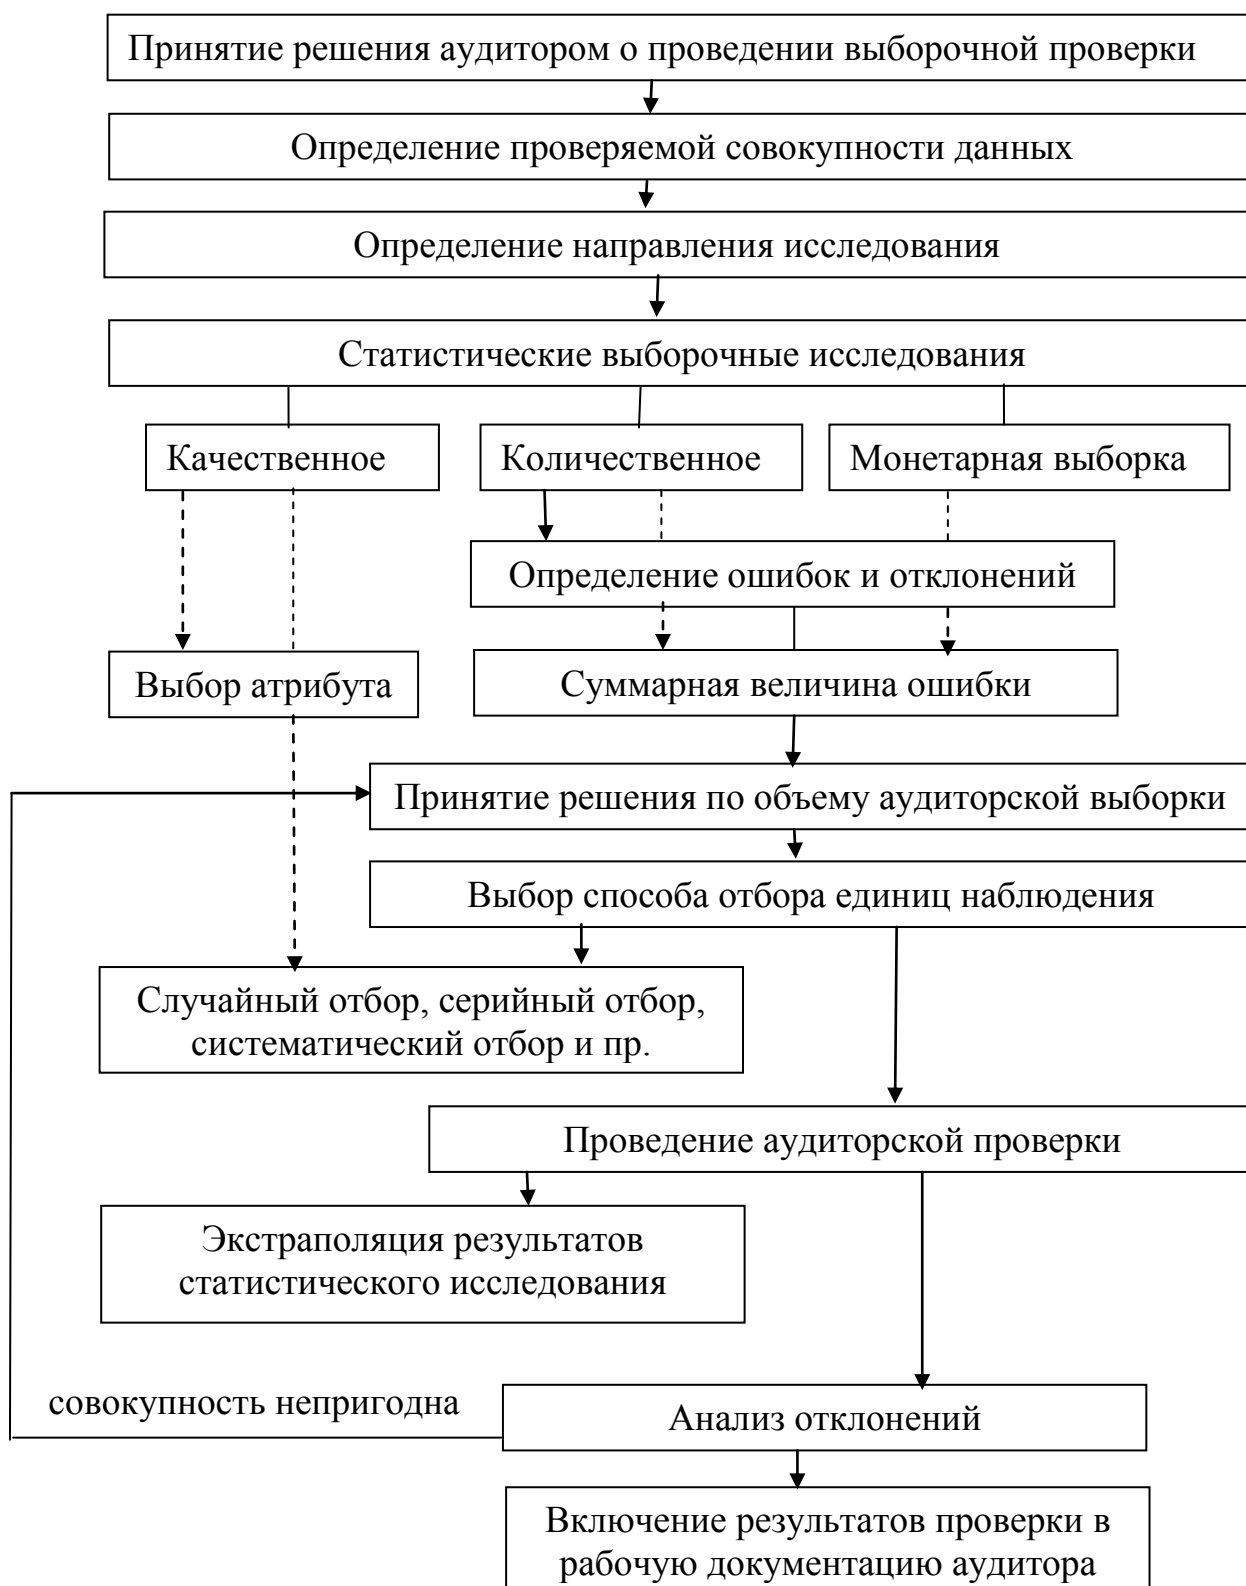 Принятие решения аудитором о проведении выборочной проверки
Определение проверяемой совокупности данных
Определение направления исследования
Статистические выборочные исследования
Качественное
Количественное
Монетарная выборка
Определение ошибок и отклонений
Выбор атрибута
Суммарная величина ошибки
Принятие решения по объему аудиторской выборки
Выбор способа отбора единиц наблюдения
Случайный отбор, серийный отбор,
систематический отбор и пр.
Проведение аудиторской проверки
Экстраполяция результатов
статистического исследования
совокупность непригодна
Анализ отклонений
Включение результатов проверки в
рабочую документацию аудитора